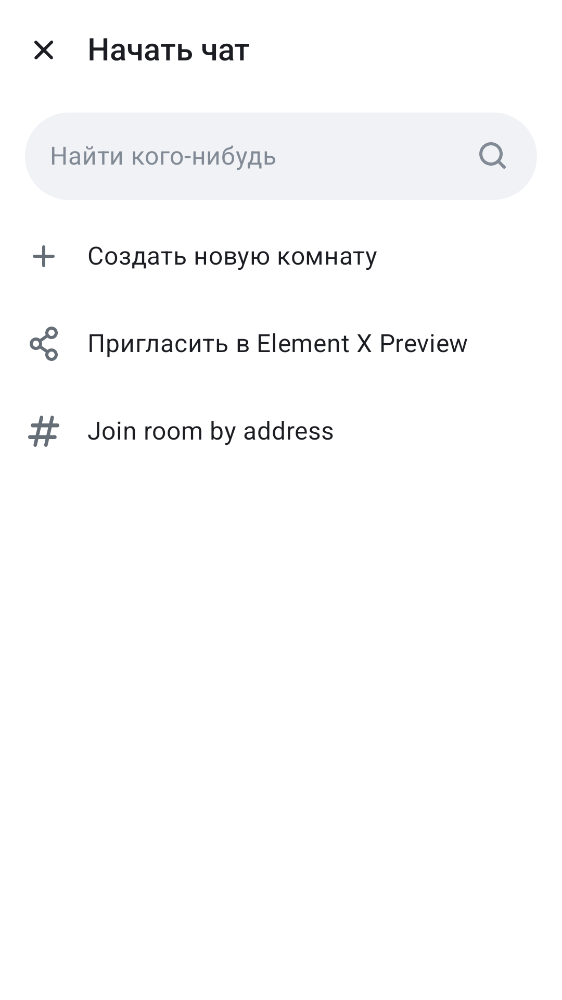 Начать чат
Найти кого-нибудь
Создать новую комнату
Пригласить в Element X Preview
Join room by address